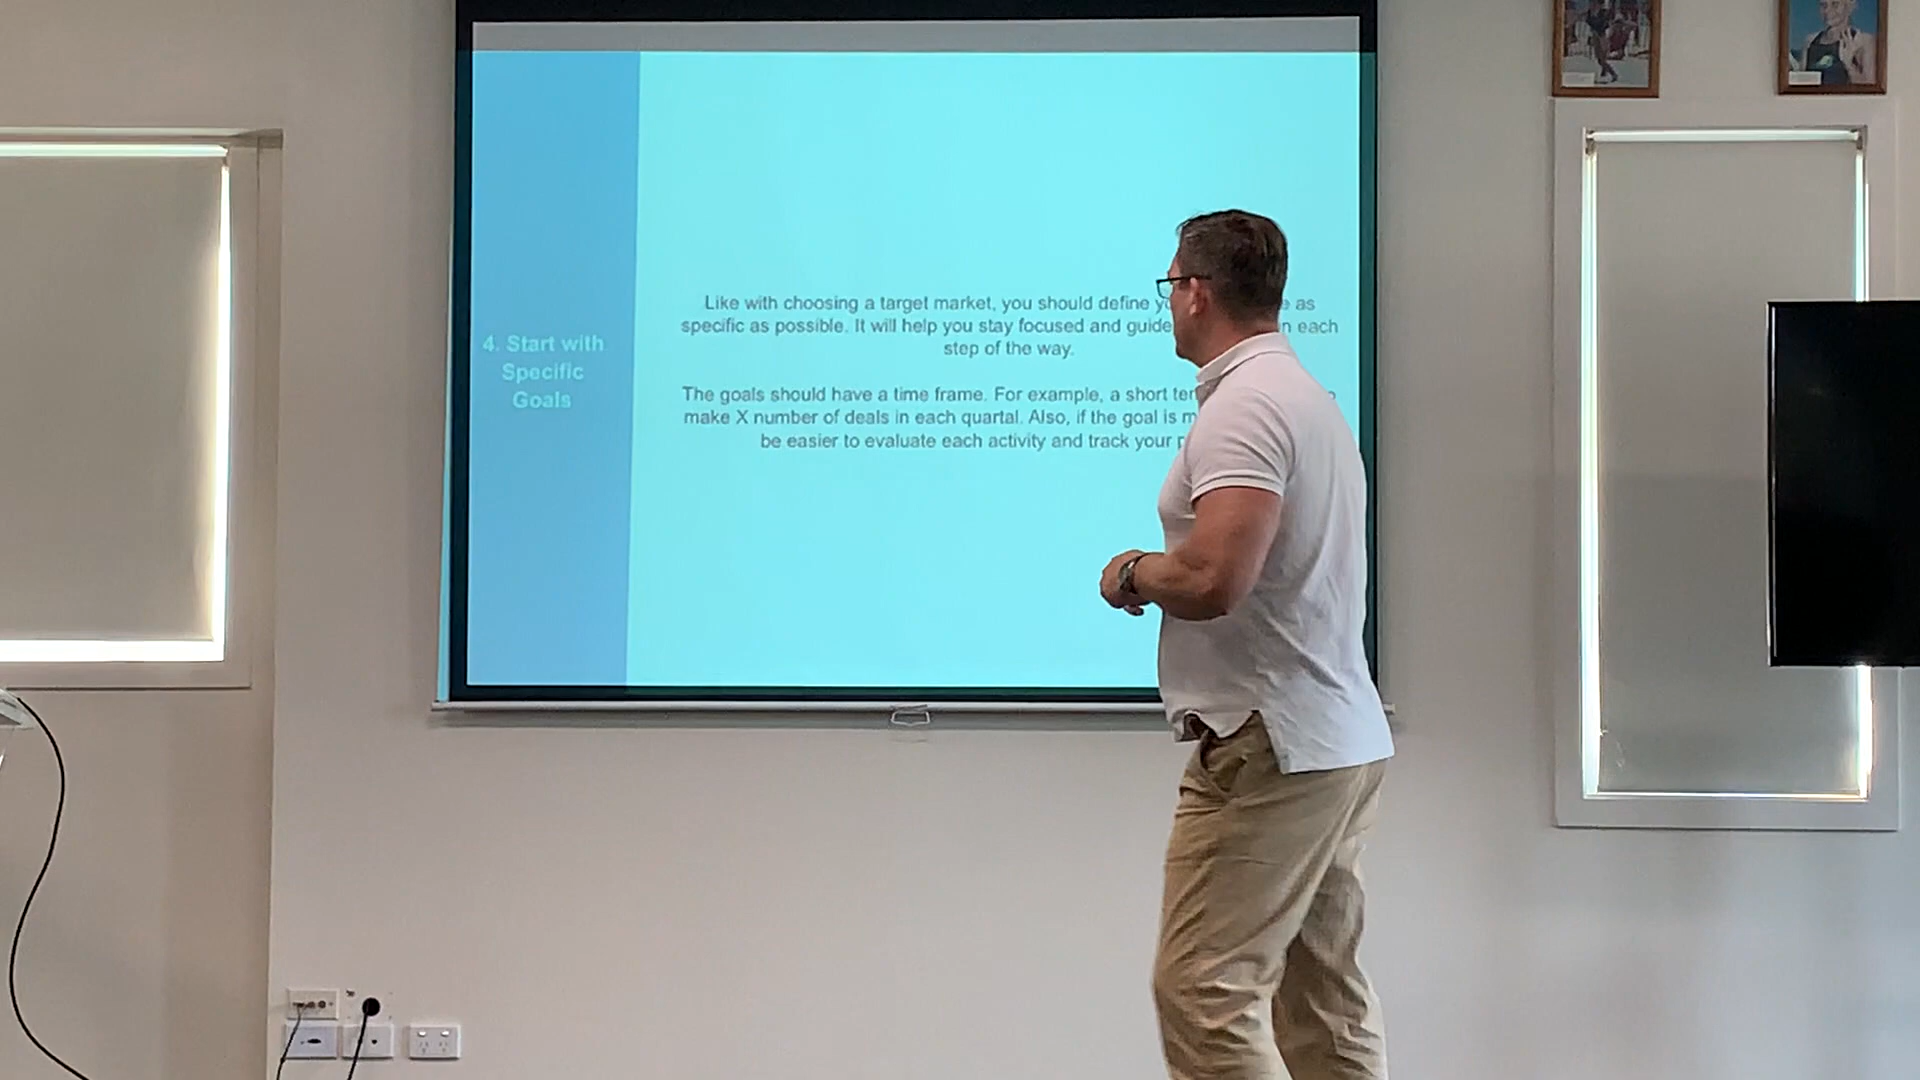 4. Start with
Specific
Goals
Like with choosing a target market, you should define as
specific as possible. It will help you stay focused and guide each
step of the way.
The goals should have a time frame. For example, a short
make X number of deals in each quartal. Also, if the goal is
be easier to evaluate each activity and track your